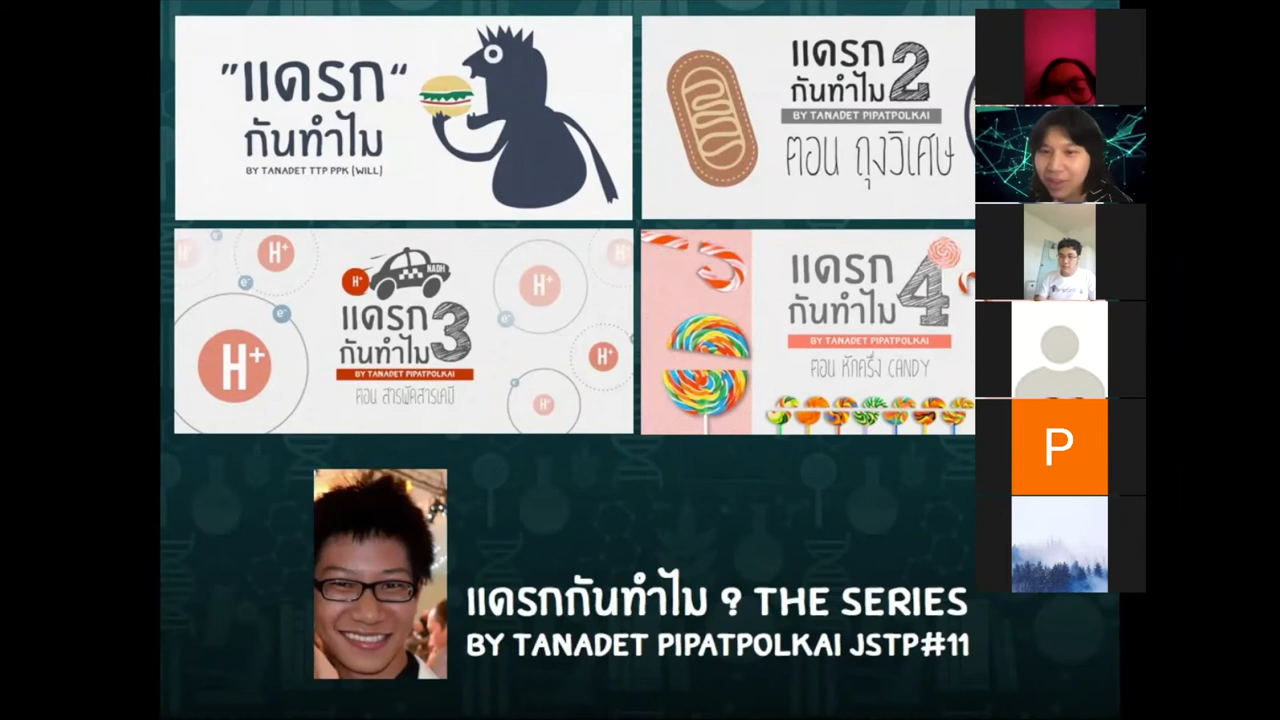 "แดรก"
กันทำไม
BY TANADET TTP PPK (WILL)
แดรก
กันทำไม 2
BY TANADET PIPATPOLKAI
ตอน ถุงวิเศษ
H+
H+
H+
H+
H+
H+
e-
e-
NADH
แดรก
กันทำไม 3
BY TANADET PIPATPOLKAI
ตอน สารพัดสารเคมี
แดรก
กันทำไม 4
BY TANADET PIPATPOLKAI
ตอน หักครึ่ง CANDY
P
แดรกกันทำไม ? THE SERIES
BY TANADET PIPATPOLKAI JSTP#11